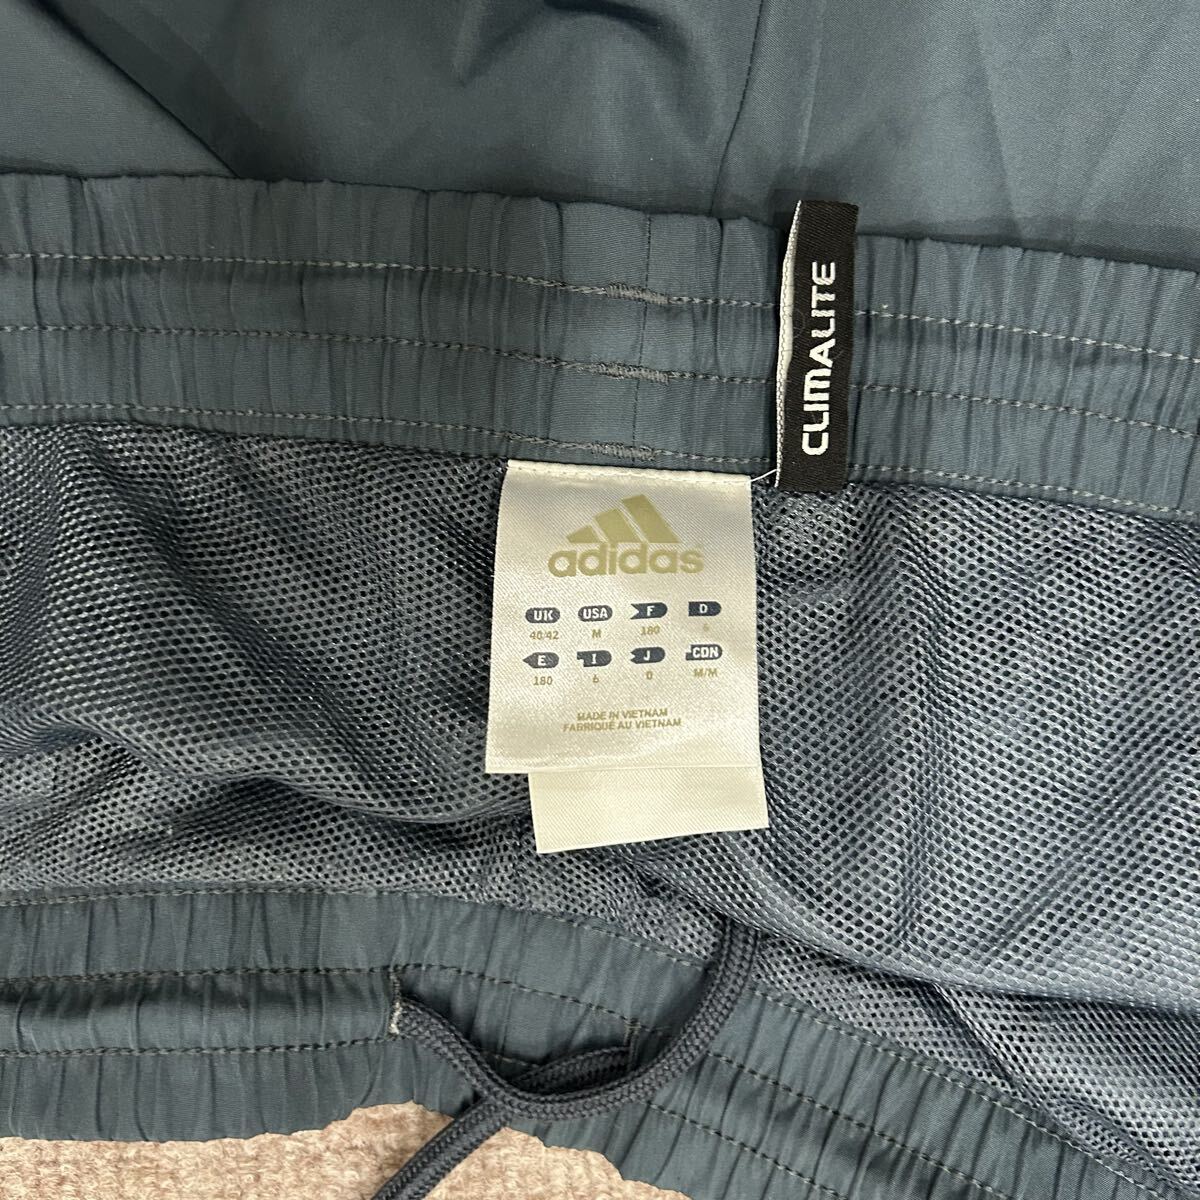 CLIMALITE
adidas
UK USA F D
40/42 M 180 6
E I J CDN
180 6 O M/M
MADE IN VIETNAM
FABRIQUÉ AU VIETNAM